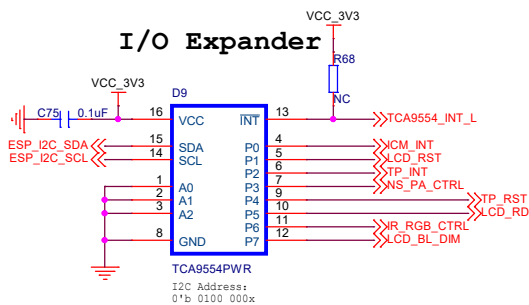 VCC_3V3
I/O Expander
R68
NC
VCC_3V3
D9
C75 0.1uF
16 VCC INT 13 TCA9554_INT_L
ESP_I2C_SDA 15 SDA P0 4 ICM_INT
ESP_I2C_SCL 14 SCL P1 5 LCD_RST
P2 6 TP_INT
1 A0 P3 7 NS_PA_CTRL
2 A1 P4 9 TP_RST
3 A2 P5 10 LCD_RD
P6 11 IR_RGB_CTRL
8 GND P7 12 LCD_BL_DIM
TCA9554PWR
I2C Address:
0'b 0100 000x